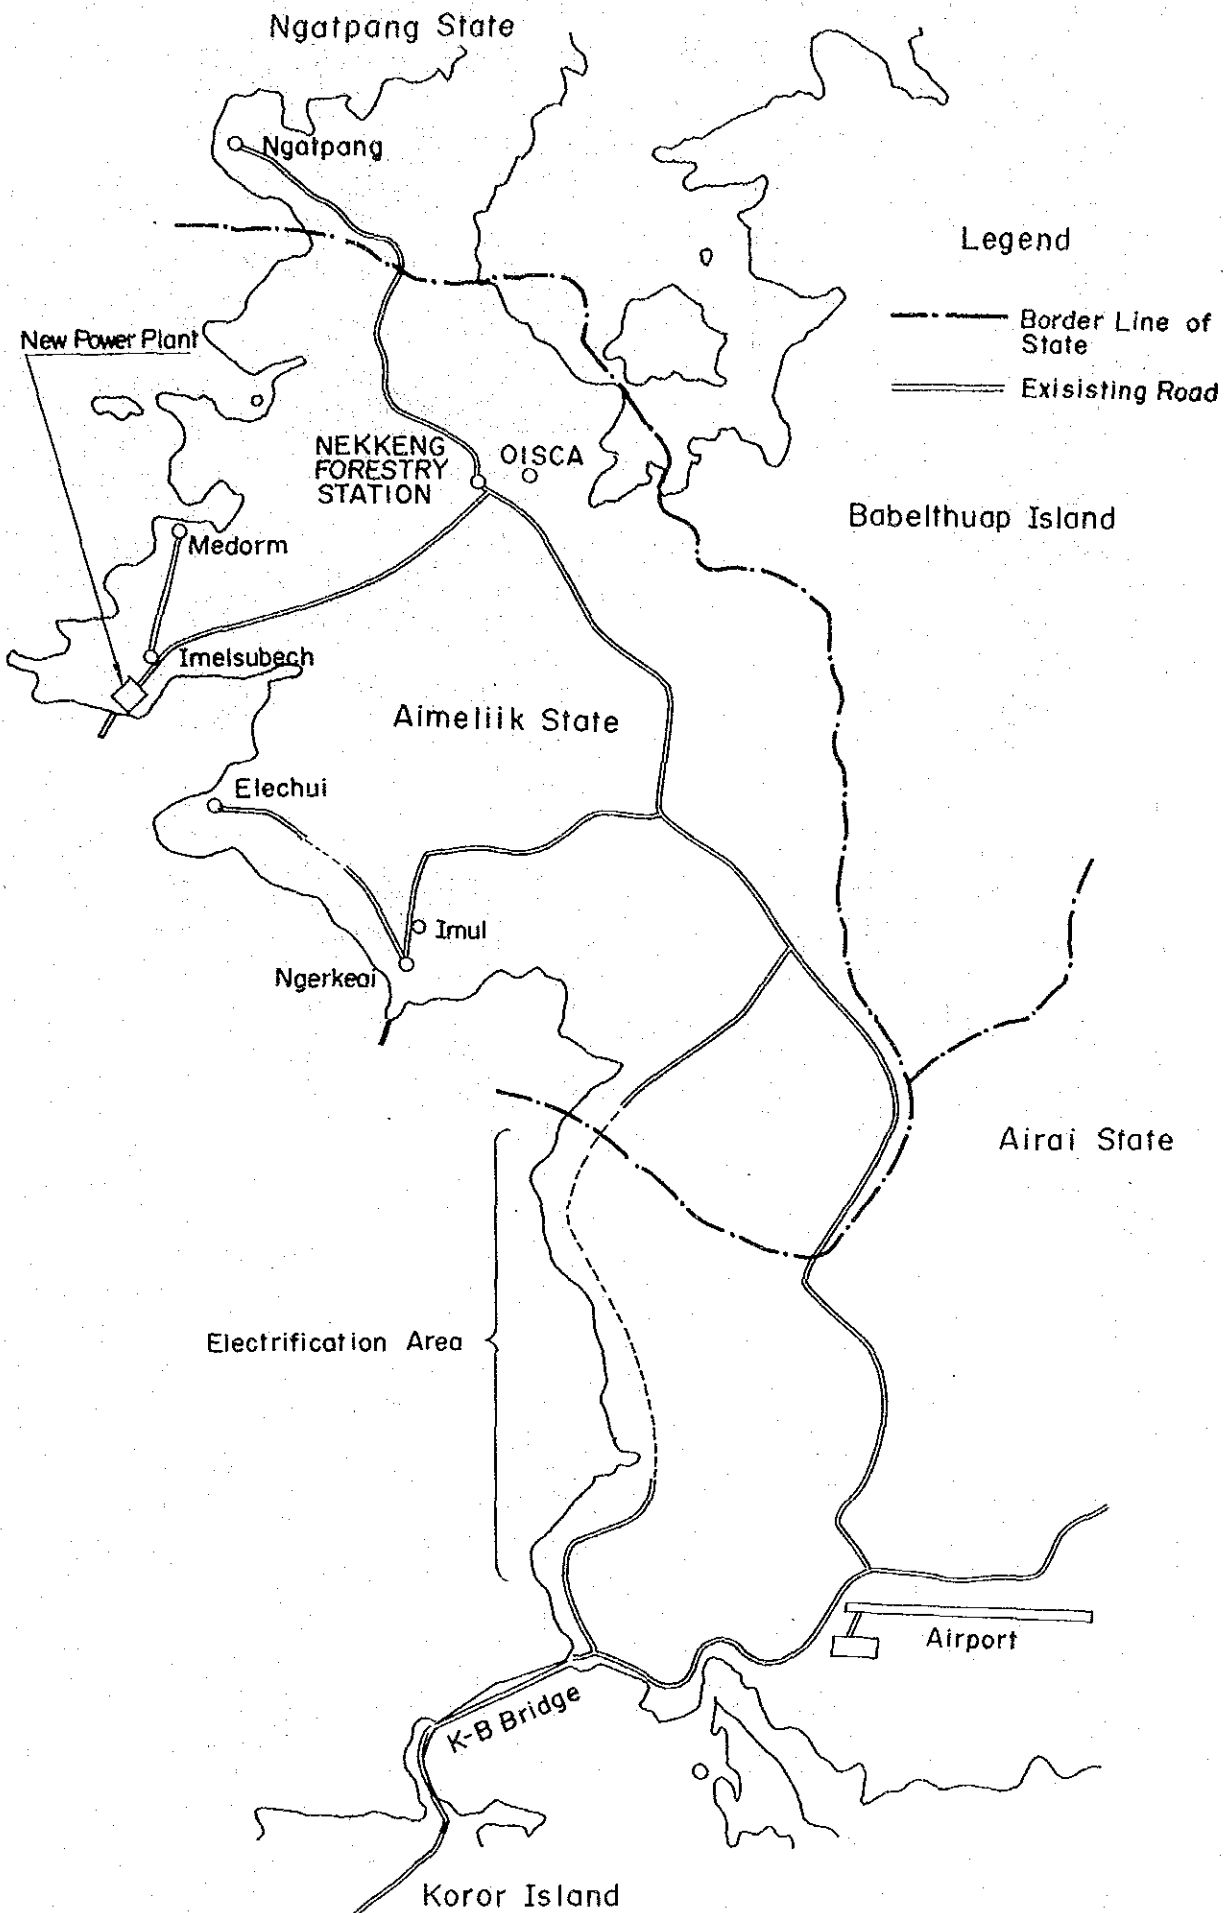 Ngatpang State
Ngatpang
Legend
Border Line of
State
Exisisting Road
New Power Plant
NEKKENG
FORESTRY
STATION
OISCA
Babelthuap Island
Medorm
Imelsubech
Aimeliik State
Elechui
Imul
Ngerkeai
Airai State
Electrification Area
Airport
K-B Bridge
Koror Island